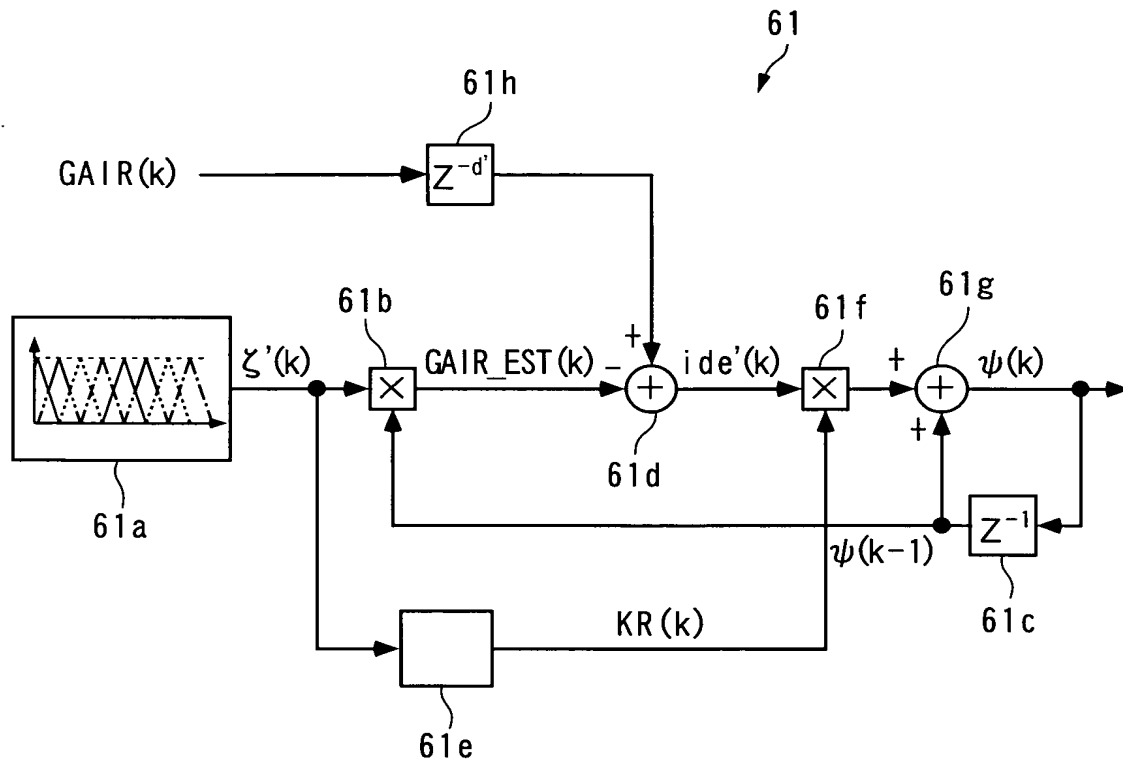 61
61h
GAIR(k)
Z⁻ᵈ'
61b
61f
61g
ζ'(k)
GAIR_EST(k)
−
+
ide'(k)
+
ψ(k)
×
+
×
+
+
61d
61a
ψ(k-1)
Z⁻¹
61c
KR(k)
61e